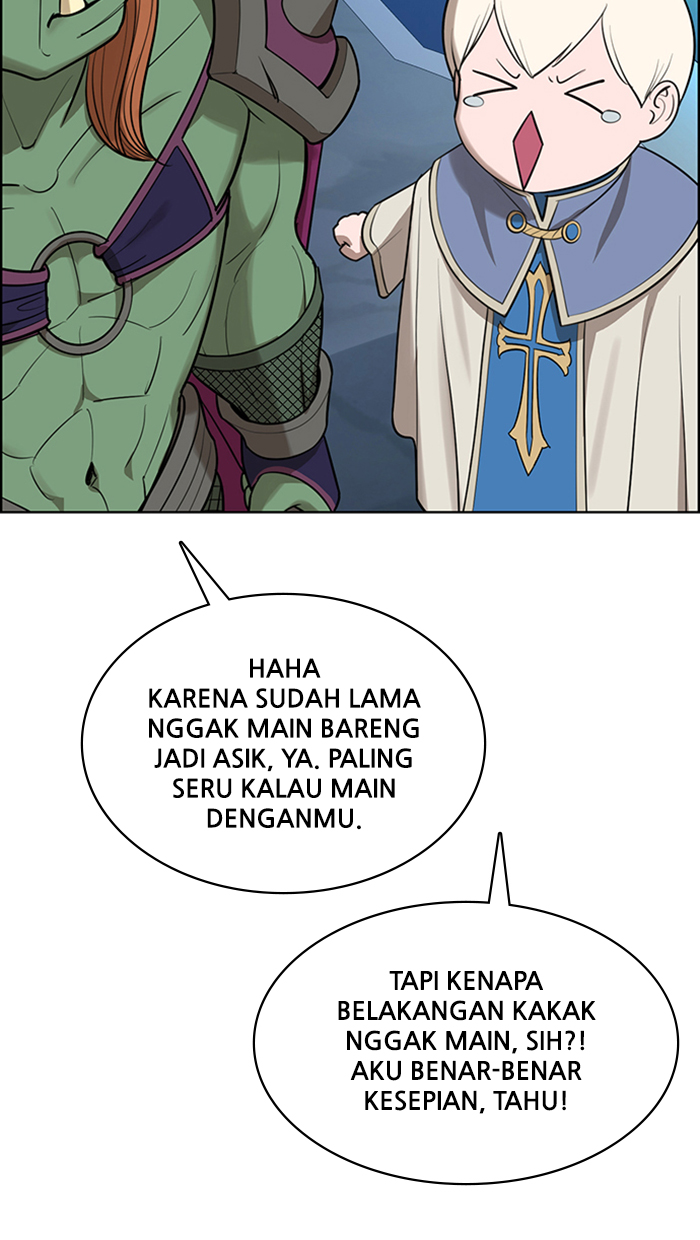 HAHA
KARENA SUDAH LAMA
NGGAK MAIN BARENG
JADI ASIK, YA. PALING
SERU KALAU MAIN
DENGANMU.
TAPI KENAPA
BELAKANGAN KAKAK
NGGAK MAIN, SIH?!
AKU BENAR-BENAR
KESEPIAN, TAHU!